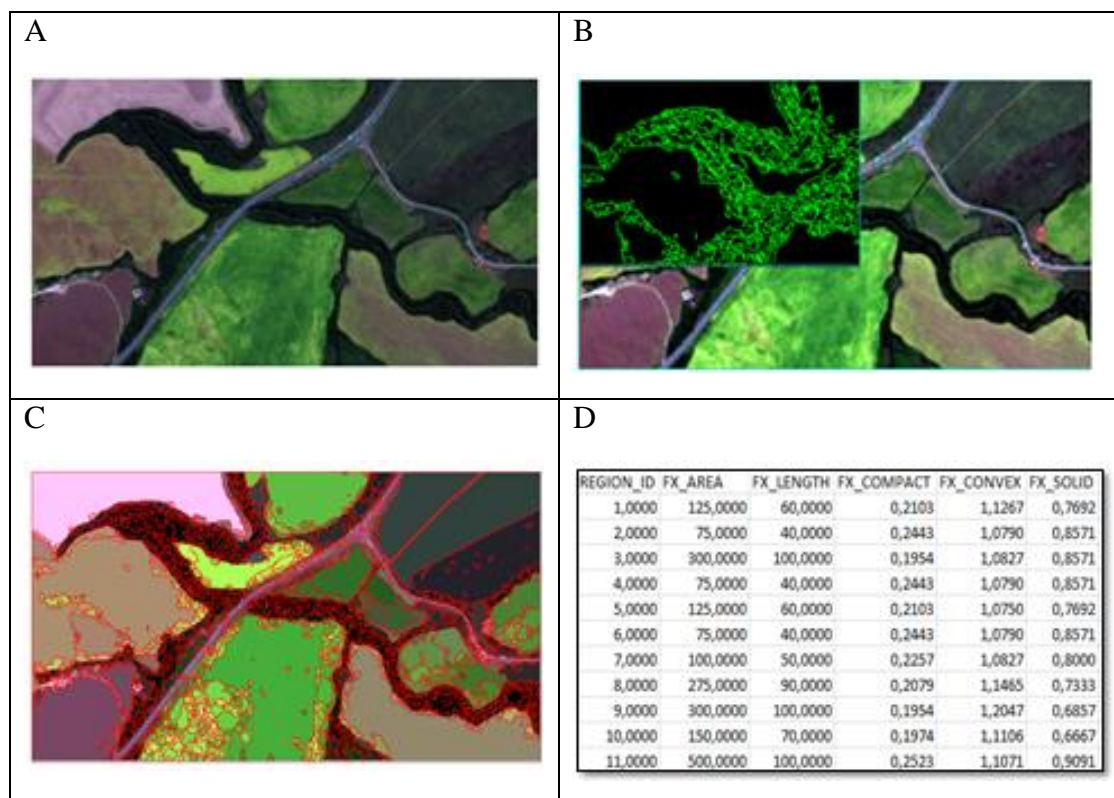 A
B
C
D
REGION_ID FX_AREA FX_LENGTH FX_COMPACT FX_CONVEX FX_SOLID
1,0000 125,0000 60,0000 0,2103 1,1267 0,7692
2,0000 75,0000 40,0000 0,2443 1,0790 0,8571
3,0000 300,0000 100,0000 0,1954 1,0827 0,8571
4,0000 75,0000 40,0000 0,2443 1,0790 0,8571
5,0000 125,0000 60,0000 0,2103 1,0750 0,7692
6,0000 75,0000 40,0000 0,2443 1,0790 0,8571
7,0000 100,0000 50,0000 0,2257 1,0827 0,8000
8,0000 275,0000 90,0000 0,2079 1,1465 0,7333
9,0000 300,0000 100,0000 0,1954 1,2047 0,6857
10,0000 150,0000 70,0000 0,1974 1,1106 0,6667
11,0000 500,0000 100,0000 0,2523 1,1071 0,9091